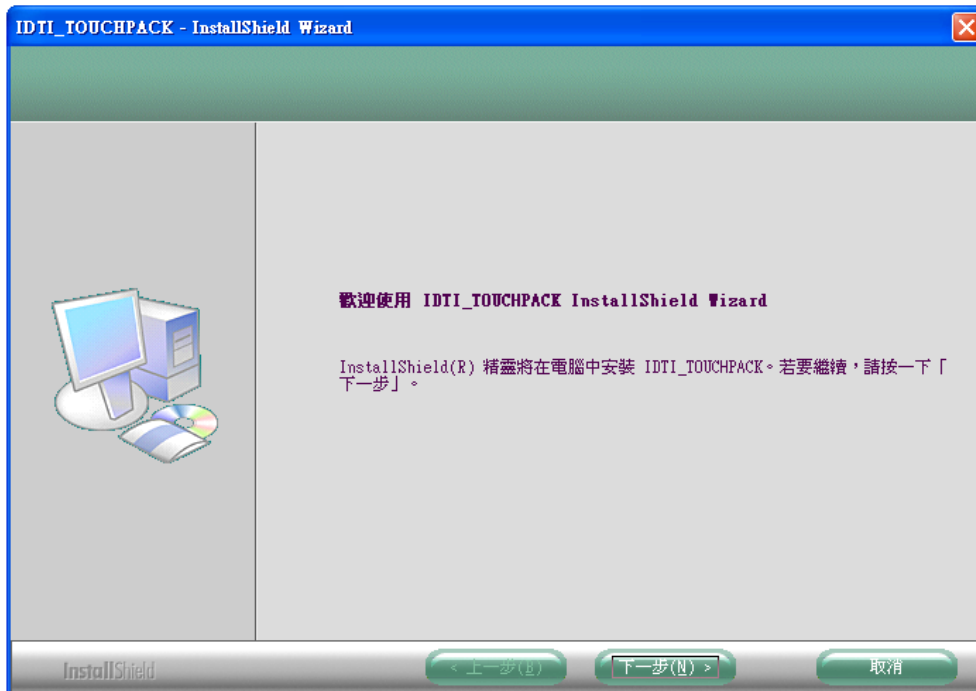 IDTI_TOUCHPACK - InstallShield Wizard
歡迎使用 IDTI_TOUCHPACK InstallShield Wizard
InstallShield(R) 精靈將在電腦中安裝 IDTI_TOUCHPACK。若要繼續，請按一下「
下一步」。
InstallShield
< 上一步(B)
下一步(N) >
取消